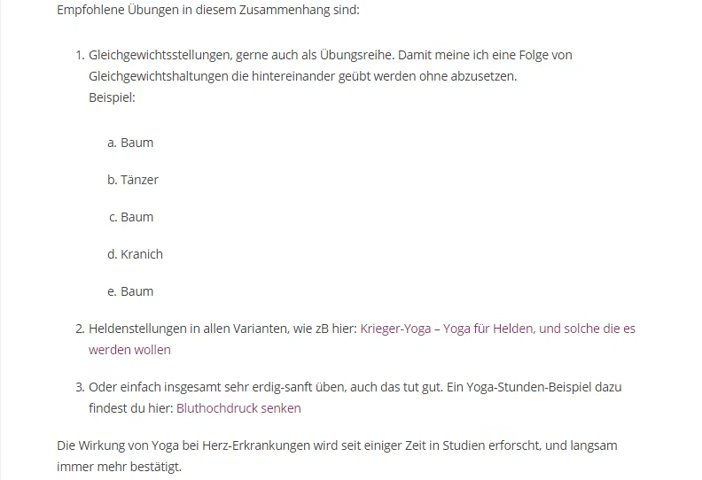 Empfohlene Übungen in diesem Zusammenhang sind:
1. Gleichgewichtsstellungen, gerne auch als Übungsreihe. Damit meine ich eine Folge von
Gleichgewichtshaltungen die hintereinander geübt werden ohne abzusetzen.
Beispiel:
a. Baum
b. Tänzer
c. Baum
d. Kranich
e. Baum
2. Heldenstellungen in allen Varianten, wie zB hier: Krieger-Yoga – Yoga für Helden, und solche die es
werden wollen
3. Oder einfach insgesamt sehr erdig-sanft üben, auch das tut gut. Ein Yoga-Stunden-Beispiel dazu
findest du hier: Bluthochdruck senken
Die Wirkung von Yoga bei Herz-Erkrankungen wird seit einiger Zeit in Studien erforscht, und langsam
immer mehr bestätigt.